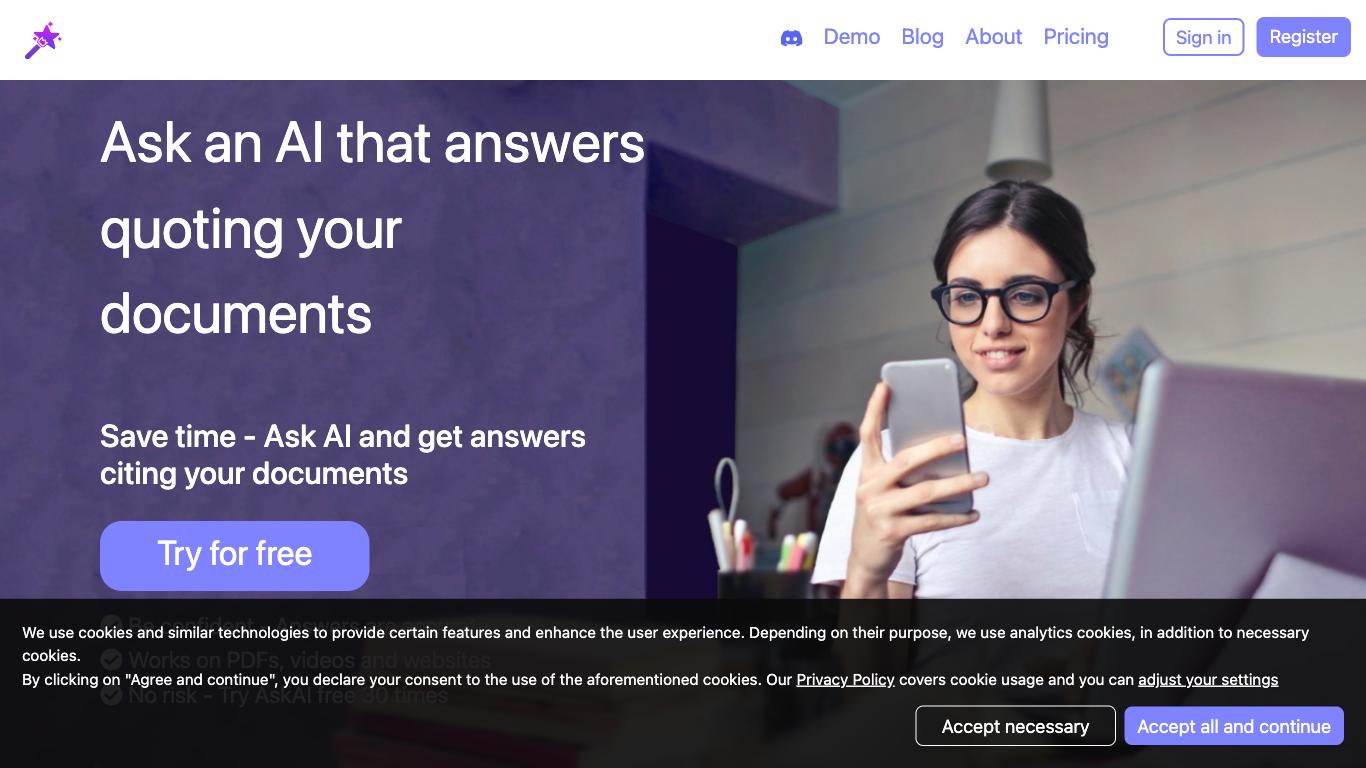 Demo
Blog
About
Pricing
Sign in
Register
Ask an AI that answers
quoting your
documents
Save time - Ask AI and get answers
citing your documents
Try for free
We use cookies and similar technologies to provide certain features and enhance the user experience. Depending on their purpose, we use analytics cookies, in addition to necessary
cookies.
By clicking on "Agree and continue", you declare your consent to the use of the aforementioned cookies. Our Privacy Policy covers cookie usage and you can adjust your settings
Works on PDFs, videos and websites
No risk - Try AskAI free 30 times
Accept necessary
Accept all and continue